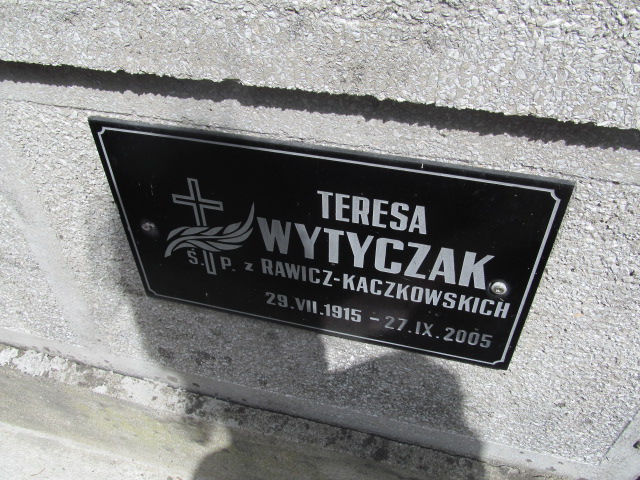 TERESA
WYTYCZAK
Ś. P. z RAWICZ-KACZKOWSKICH
29.VII.1915 - 27.IX.2005